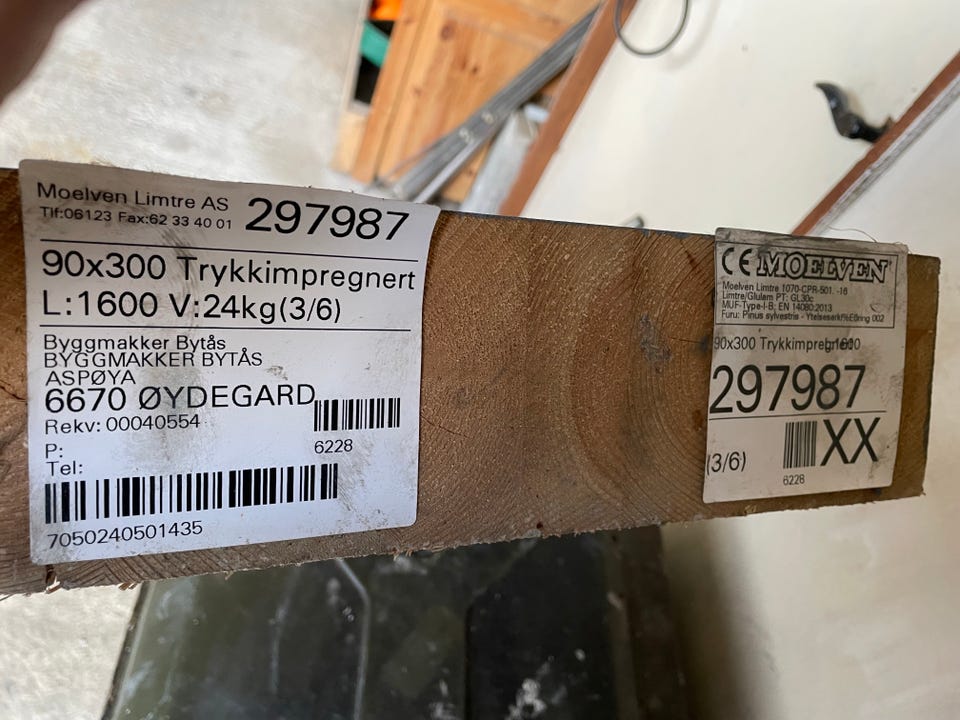 Moelven Limtre AS 297987
Tlf:06123 Fax:62 33 40 01
90x300 Trykkimpregnert
L:1600 V:24kg(3/6)
Byggmakker Bytås
BYGGMAKKER BYTÅS
ASPØYA
6670 ØYDEGARD
Rekv: 00040554
P:
6228
Tel:
7050240501435
CE MOELVEN
Moelven Limtre 1070-CPR-501. -16
Limtre/Glulam PT: GL30c
MUF-Type-I-B; EN 14080:2013
Furu: Pinus sylvestris - 002
90x300
297987
(3/6) XX
6228